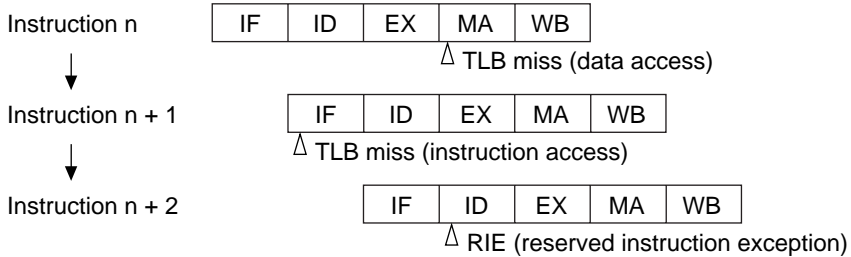 Instruction n IF ID EX MA WB
TLB miss (data access)
Instruction n + 1 IF ID EX MA WB
TLB miss (instruction access)
Instruction n + 2 IF ID EX MA WB
RIE (reserved instruction exception)